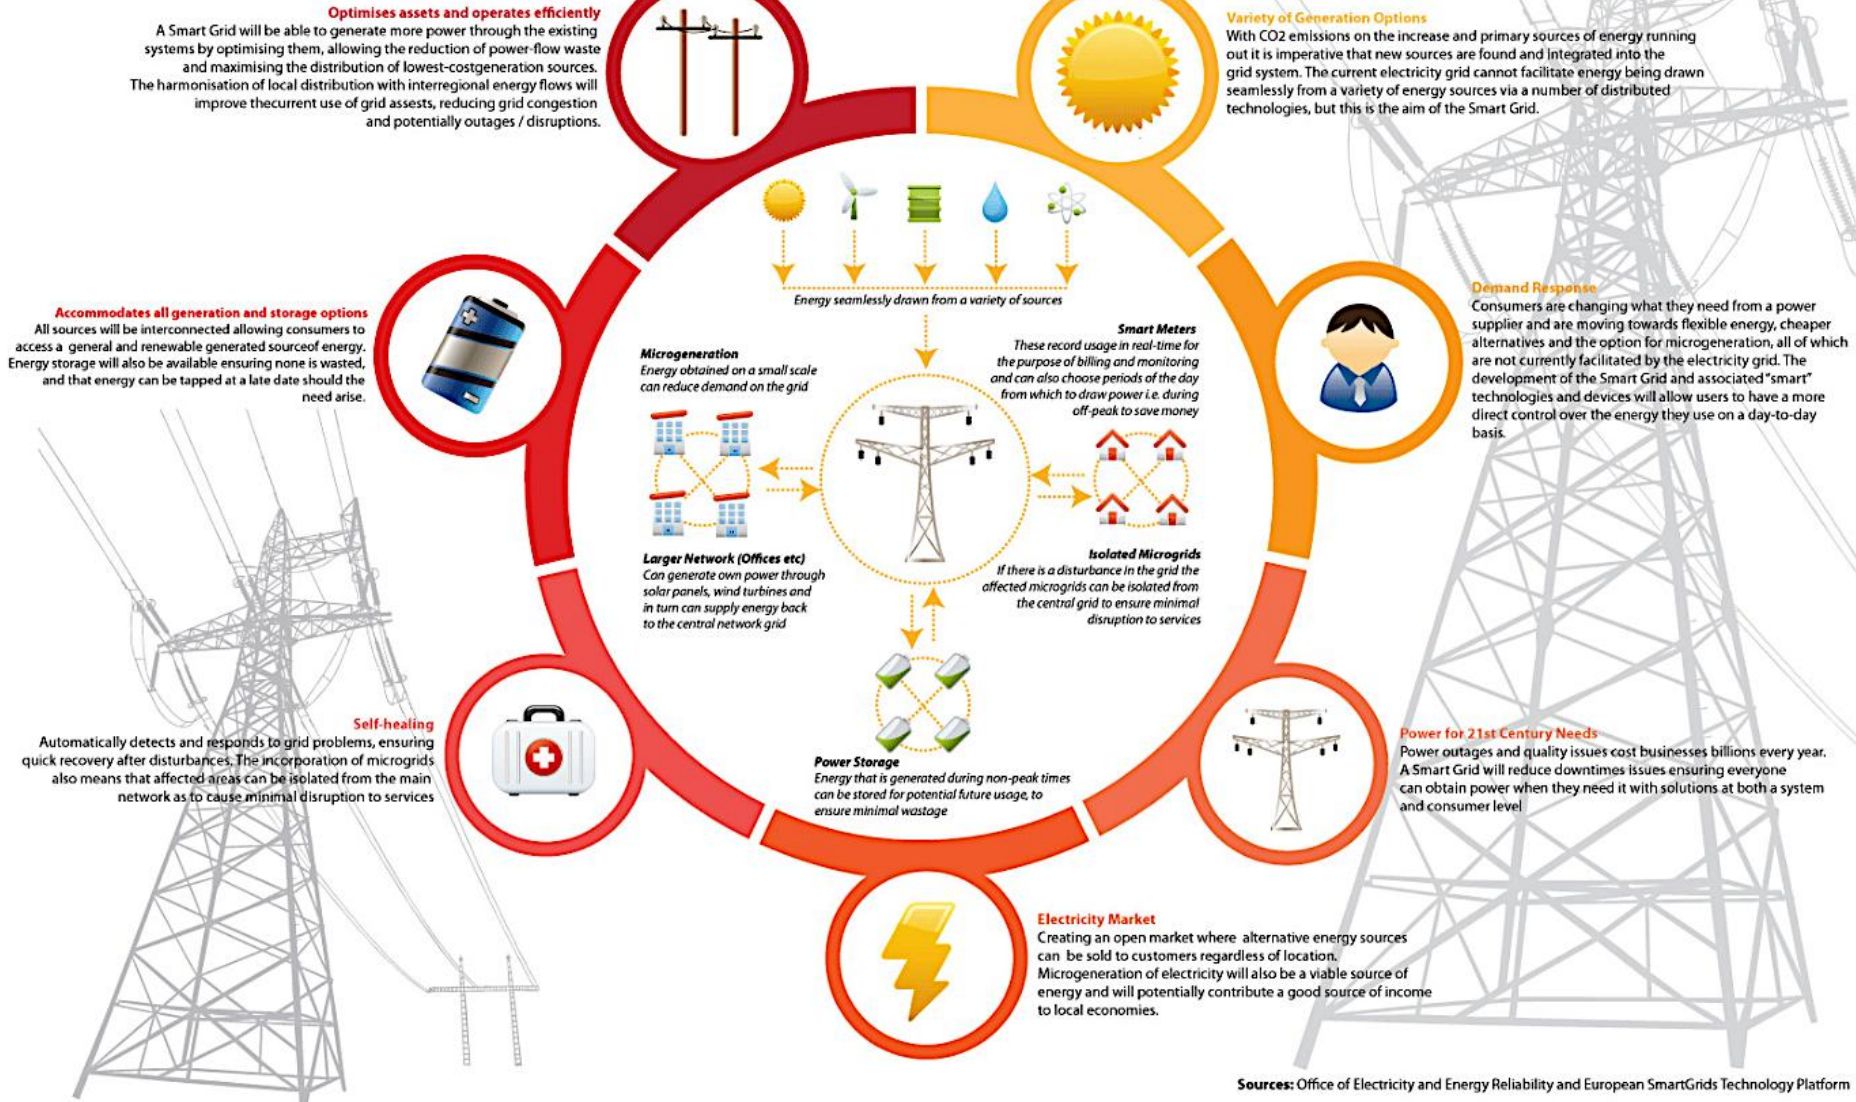 Optimises assets and operates efficiently
A Smart Grid will be able to generate more power through the existing
systems by optimising them, allowing the reduction of power-flow waste
and maximising the distribution of lowest-costgeneration sources.
The harmonisation of local distribution with interregional energy flows will
improve thecurrent use of grid assests, reducing grid congestion
and potentially outages / disruptions.
Variety of Generation Options
With CO2 emissions on the increase and primary sources of energy running
out it is imperative that new sources are found and integrated into the
grid system. The current electricity grid cannot facilitate energy being drawn
seamlessly from a variety of energy sources via a number of distributed
technologies, but this is the aim of the Smart Grid.
Energy seamlessly drawn from a variety of sources
Accommodates all generation and storage options
All sources will be interconnected allowing consumers to
access a general and renewable generated sourceof energy.
Energy storage will also be available ensuring none is wasted,
and that energy can be tapped at a late date should the
need arise.
Microgeneration
Energy obtained on a small scale
can reduce demand on the grid
Smart Meters
These record usage in real-time for
the purpose of billing and monitoring
and can also choose periods of the day
from which to draw power i.e. during
off-peak to save money
Demand Response
Consumers are changing what they need from a power
supplier and are moving towards flexible energy, cheaper
alternatives and the option for microgeneration, all of which
are not currently facilitated by the electricity grid. The
development of the Smart Grid and associated "smart"
technologies and devices will allow users to have a more
direct control over the energy they use on a day-to-day
basis.
Larger Network (Offices etc)
Can generate own power through
solar panels, wind turbines and
in turn can supply energy back
to the central network grid
Isolated Microgrids
If there is a disturbance in the grid the
affected microgrids can be isolated from
the central grid to ensure minimal
disruption to services
Self-healing
Automatically detects and responds to grid problems, ensuring
quick recovery after disturbances. The incorporation of microgrids
also means that affected areas can be isolated from the main
network as to cause minimal disruption to services
Power Storage
Energy that is generated during non-peak times
can be stored for potential future usage, to
ensure minimal wastage
Power for 21st Century Needs
Power outages and quality issues cost businesses billions every year.
A Smart Grid will reduce downtimes issues ensuring everyone
can obtain power when they need it with solutions at both a system
and consumer level
Electricity Market
Creating an open market where alternative energy sources
can be sold to customers regardless of location.
Microgeneration of electricity will also be a viable source of
energy and will potentially contribute a good source of income
to local economies.
Sources: Office of Electricity and Energy Reliability and European SmartGrids Technology Platform